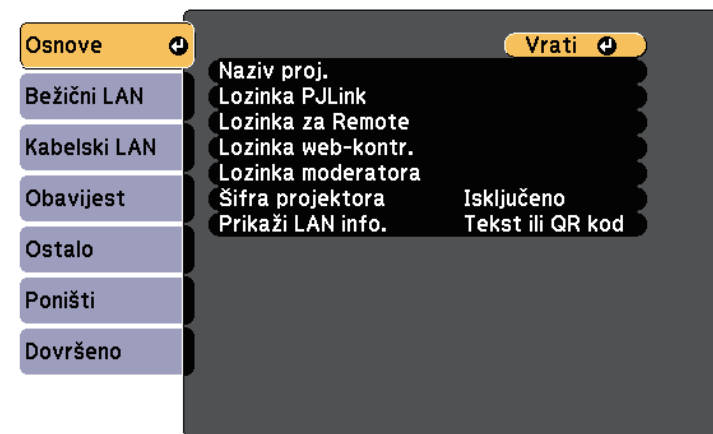 Osnove
Bežični LAN
Kabelski LAN
Obavijest
Ostalo
Poništi
Dovršeno
Vrati
Naziv proj.
Lozinka PJLink
Lozinka za Remote
Lozinka web-kontr.
Lozinka moderatora
Šifra projektora Isključeno
Prikaži LAN info. Tekst ili QR kod